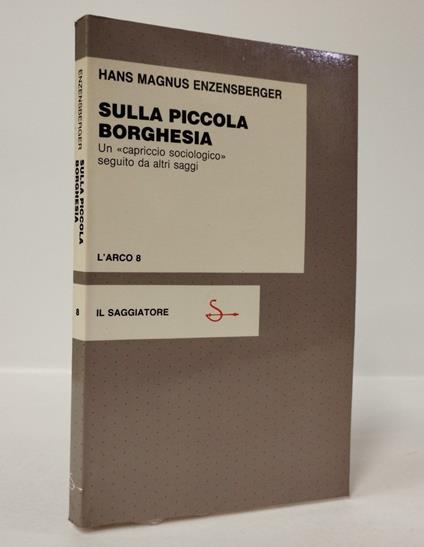 HANS MAGNUS ENZENSBERGER
SULLA PICCOLA
BORGHESIA
Un «capriccio sociologico»
seguito da altri saggi
L'ARCO 8
IL SAGGIATORE
ENZENSBERGER
SULLA PICCOLA
BORGHESIA
8